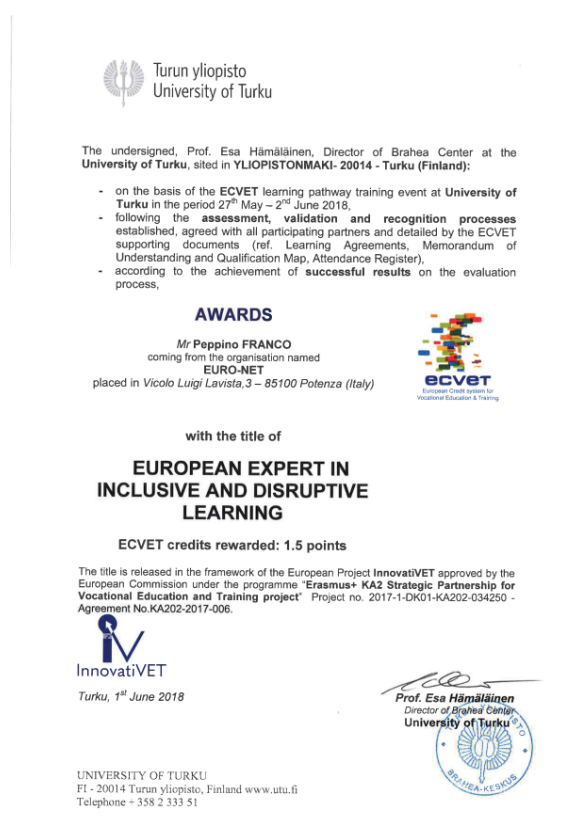 Turun yliopisto
University of Turku
The undersigned, Prof. Esa Hämäläinen, Director of Brahea Center at the
University of Turku, sited in YLIOPISTONMAKI- 20014 - Turku (Finland):
- on the basis of the ECVET learning pathway training event at University of
Turku in the period 27th May – 2nd June 2018,
- following the assessment, validation and recognition processes
established, agreed with all participating partners and detailed by the ECVET
supporting documents (ref. Learning Agreements, Memorandum of
Understanding and Qualification Map, Attendance Register),
- according to the achievement of successful results on the evaluation
process,
AWARDS
Mr Peppino FRANCO
coming from the organisation named
EURO-NET
placed in Vicolo Luigi Lavista,3 – 85100 Potenza (Italy)
ecvet
European Credit system for
Vocational Education & Training
with the title of
EUROPEAN EXPERT IN
INCLUSIVE AND DISRUPTIVE
LEARNING
ECVET credits rewarded: 1.5 points
The title is released in the framework of the European Project InnovatiVET approved by the
European Commission under the programme "Erasmus+ KA2 Strategic Partnership for
Vocational Education and Training project" Project no. 2017-1-DK01-KA202-034250 -
Agreement No.KA202-2017-006.
iV
InnovatiVET
Turku, 1st June 2018
Prof. Esa Hämäläinen
Director of Brahea Center
University of Turku
TURUN YLIOPISTO
BRAHEA-KESKUS
UNIVERSITY OF TURKU
FI - 20014 Turun yliopisto, Finland www.utu.fi
Telephone + 358 2 333 51